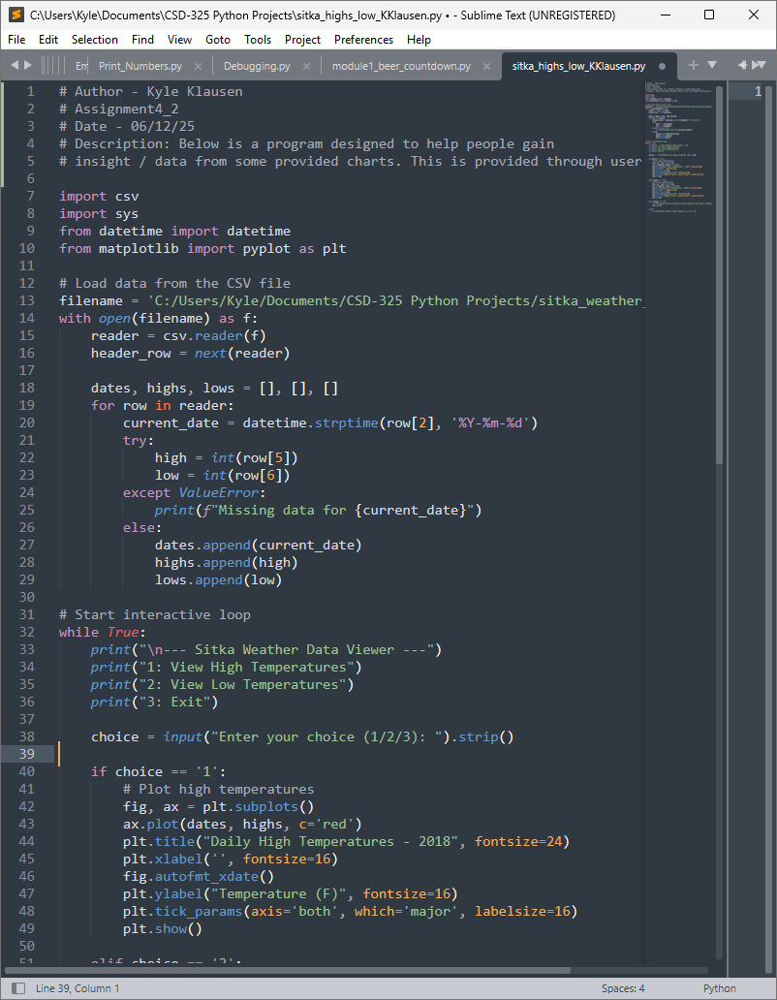 C:\Users\Kyle\Documents\CSD-325 Python Projects\sitka_highs_low_KKlausen.py • - Sublime Text (UNREGISTERED)
File Edit Selection Find View Goto Tools Project Preferences Help
Em Print_Numbers.py Debugging.py module1_beer_countdown.py sitka_highs_low_KKlausen.py
1 # Author - Kyle Klausen 1
2 # Assignment4_2
3 # Date - 06/12/25
4 # Description: Below is a program designed to help people gain
5 # insight / data from some provided charts. This is provided through user
6
7 import csv
8 import sys
9 from datetime import datetime
10 from matplotlib import pyplot as plt
11
12 # Load data from the CSV file
13 filename = 'C:/Users/Kyle/Documents/CSD-325 Python Projects/sitka_weather_
14 with open(filename) as f:
15     reader = csv.reader(f)
16     header_row = next(reader)
17
18     dates, highs, lows = [], [], []
19     for row in reader:
20         current_date = datetime.strptime(row[2], '%Y-%m-%d')
21         try:
22             high = int(row[5])
23             low = int(row[6])
24         except ValueError:
25             print(f"Missing data for {current_date}")
26         else:
27             dates.append(current_date)
28             highs.append(high)
29             lows.append(low)
30
31 # Start interactive loop
32 while True:
33     print("\n--- Sitka Weather Data Viewer ---")
34     print("1: View High Temperatures")
35     print("2: View Low Temperatures")
36     print("3: Exit")
37
38     choice = input("Enter your choice (1/2/3): ").strip()
39
40     if choice == '1':
41         # Plot high temperatures
42         fig, ax = plt.subplots()
43         ax.plot(dates, highs, c='red')
44         plt.title("Daily High Temperatures - 2018", fontsize=24)
45         plt.xlabel('', fontsize=16)
46         fig.autofmt_xdate()
47         plt.ylabel("Temperature (F)", fontsize=16)
48         plt.tick_params(axis='both', which='major', labelsize=16)
49         plt.show()
50
51     elif choice == '2':
Line 39, Column 1 Spaces: 4 Python